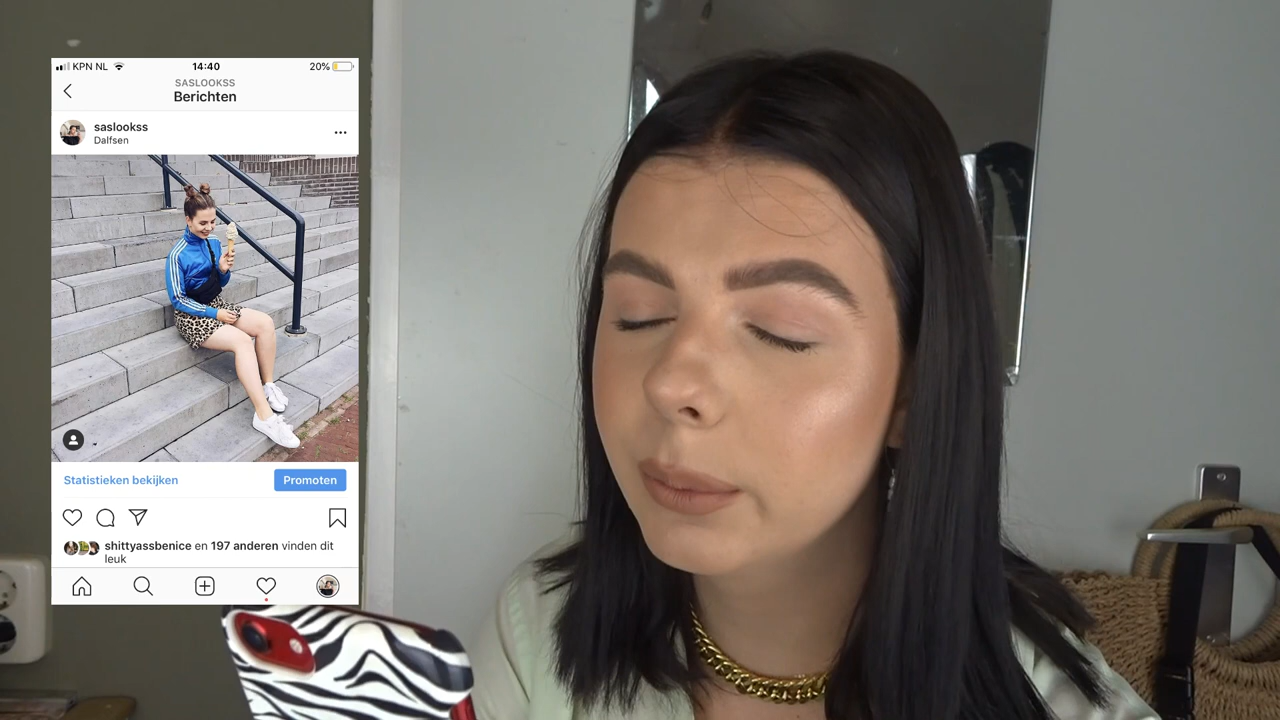 KPN NL 14:40 20%
SASLOOKSS
Berichten
saslookss
Dalfsen
Statistieken bekijken Promoten
shittyassbenice en 197 anderen vinden dit
leuk